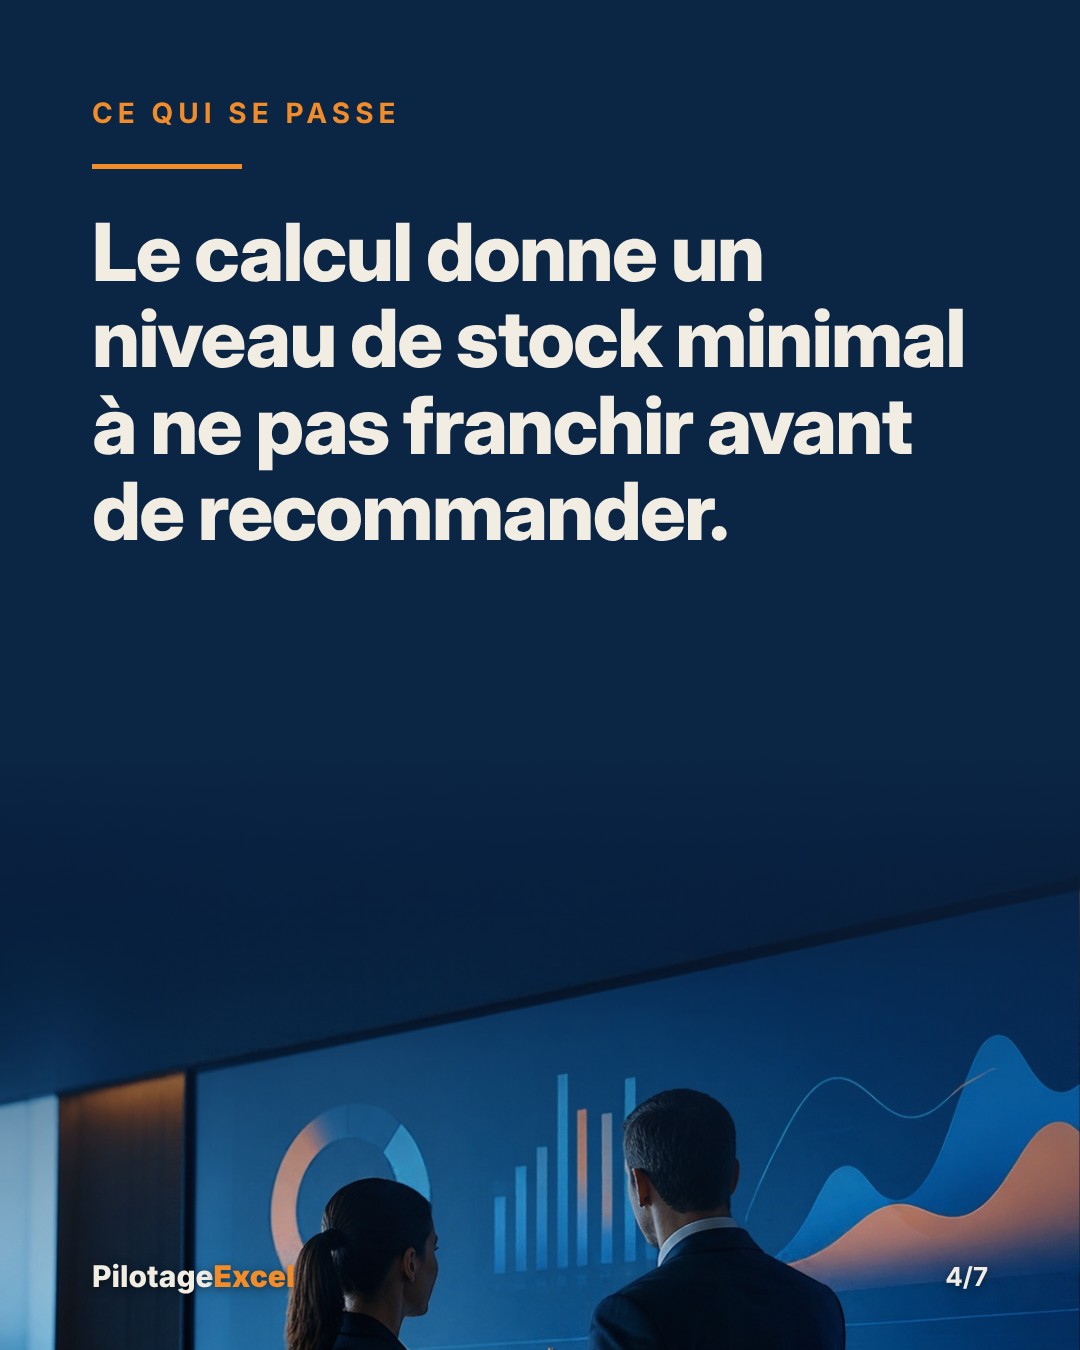 CE QUI SE PASSE
Le calcul donne un
niveau de stock minimal
à ne pas franchir avant
de recommander.
PilotageExcel
4/7